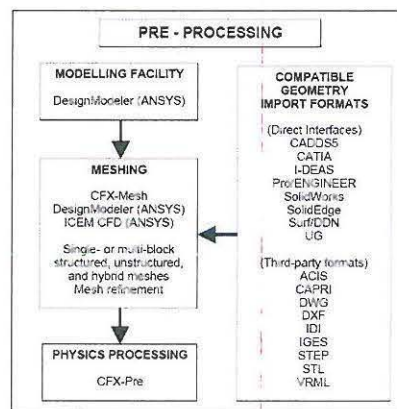 PRE - PROCESSING
MODELLING FACILITY
DesignModeler (ANSYS)
MESHING
CFX-Mesh
DesignModeler (ANSYS)
ICEM CFD (ANSYS)
Single- or multi-block
structured, unstructured,
and hybrid meshes
Mesh refinement
PHYSICS PROCESSING
CFX-Pre
COMPATIBLE
GEOMETRY
IMPORT FORMATS
(Direct Interfaces)
CADDS5
CATIA
I-DEAS
Pro/ENGINEER
SolidWorks
SolidEdge
Surf/DDN
UG
(Third-party formats)
ACIS
CAPRI
DWG
DXF
IDI
IGES
STEP
STL
VRML